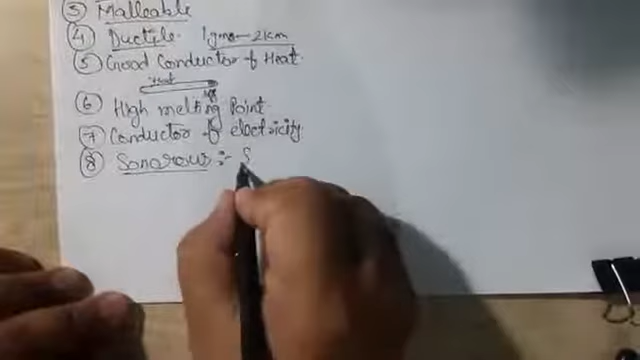 ③ Malleable
④ Ductile. 1gm — 2km
⑤ Good Conductor of Heat
Heat
⑥ High melting Point
⑦ Conductor of electricity
⑧ Sonorous :- S